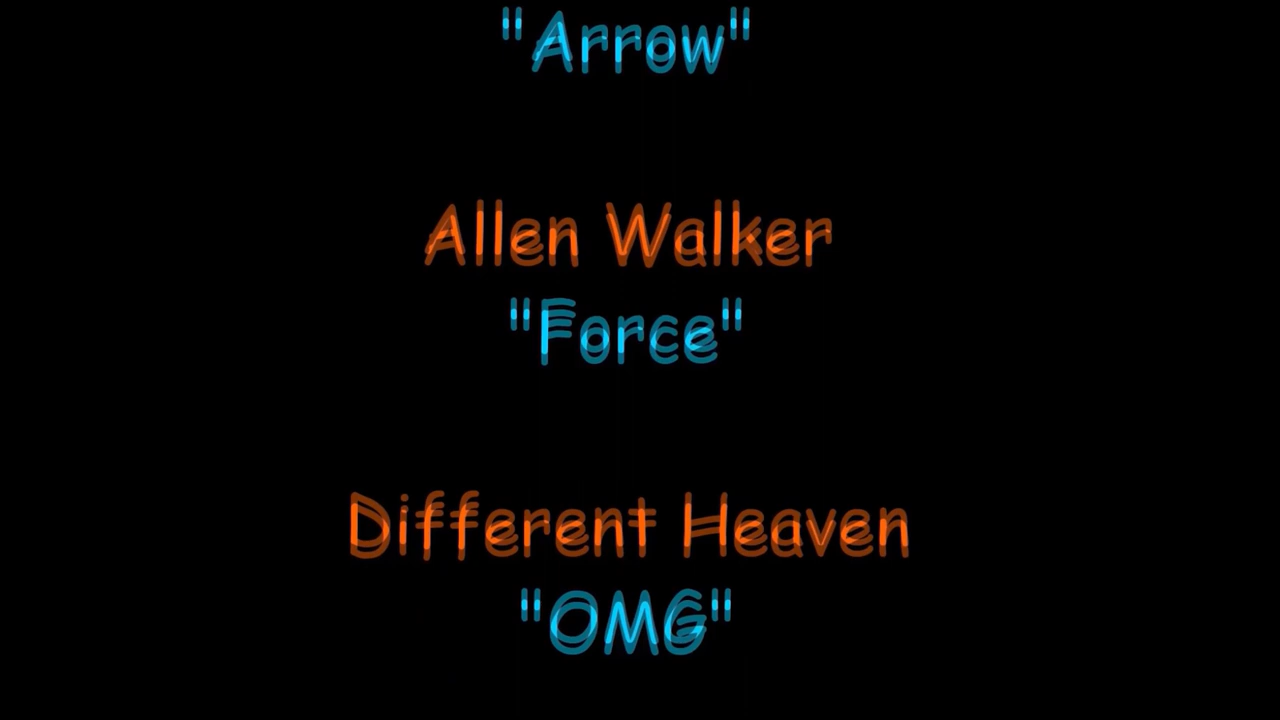 "Arrow"
Allen Walker
"Force"
Different Heaven
"OMG"